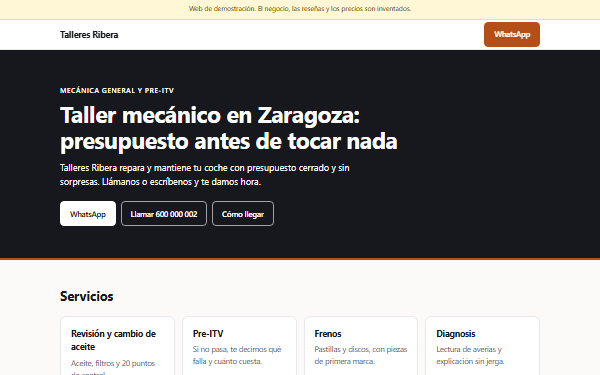 Web de demostración. El negocio, las reseñas y los precios son inventados.
Talleres Ribera
WhatsApp
MECÁNICA GENERAL Y PRE-ITV
Taller mecánico en Zaragoza:
presupuesto antes de tocar nada
Talleres Ribera repara y mantiene tu coche con presupuesto cerrado y sin
sorpresas. Llámanos o escríbenos y te damos hora.
WhatsApp
Llamar 600 000 002
Cómo llegar
Servicios
Revisión y cambio de
aceite
Aceite, filtros y 20 puntos
de control.
Pre-ITV
Si no pasa, te decimos qué
falla y cuánto cuesta.
Frenos
Pastillas y discos, con piezas
de primera marca.
Diagnosis
Lectura de averías y
explicación sin jerga.